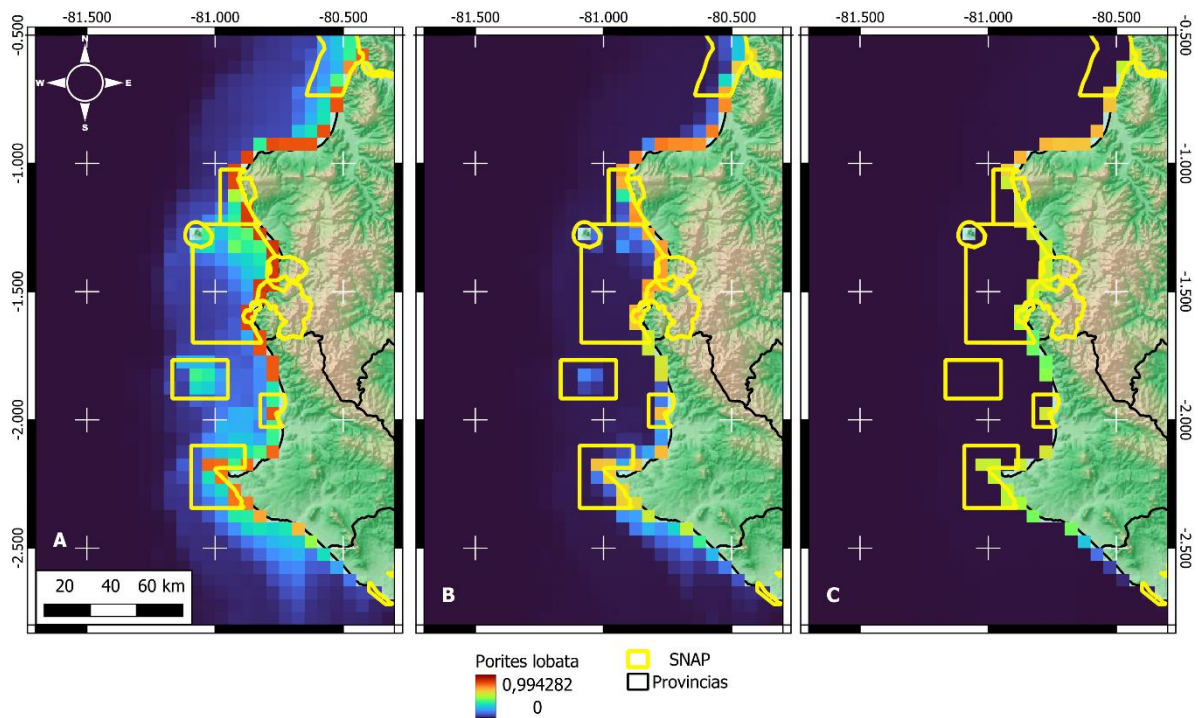 -81.500 -81.000 -80.500 -81.500 -81.000 -80.500 -81.500 -81.000 -80.500
-0.500 -0.500
N
W E
S
-1.000 -1.000
-1.500 -1.500
-2.000 -2.000
-2.500 -2.500
A B C
20 40 60 km
Porites lobata SNAP
0,994282 Provincias
0